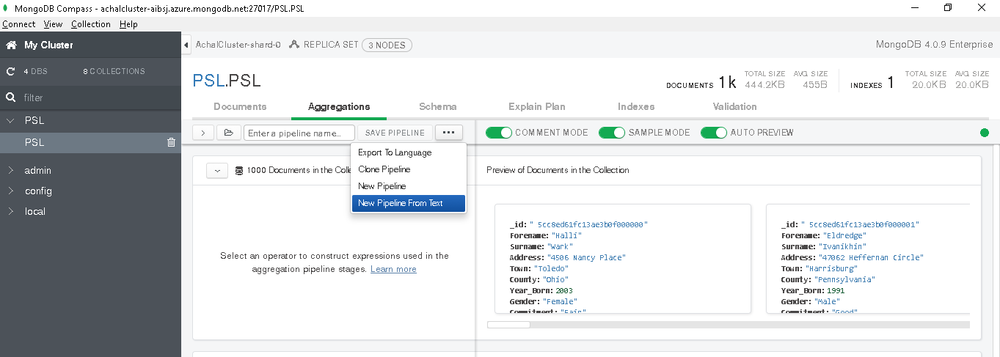 MongoDB Compass - achalcluster-aibsj.azure.mongodb.net:27017/PSL.PSL
Connect View Collection Help
My Cluster
4 DBS 8 COLLECTIONS
filter
PSL
PSL
admin
config
local
AchalCluster-shard-0 REPLICA SET 3 NODES MongoDB 4.0.9 Enterprise
PSL.PSL
DOCUMENTS 1k TOTAL SIZE 444.2KB AVG. SIZE 455B INDEXES 1 TOTAL SIZE 20.0KB AVG. SIZE 20.0KB
Documents Aggregations Schema Explain Plan Indexes Validation
Enter a pipeline name... SAVE PIPELINE ••• COMMENT MODE SAMPLE MODE AUTO PREVIEW
Export To Language
Clone Pipeline
New Pipeline
New Pipeline From Text
1000 Documents in the Colle
Select an operator to construct expressions used in the
aggregation pipeline stages. Learn more
Preview of Documents in the Collection
_id: " 5cc8ed61fc13ae3b0f000000"
Forename: "Halli"
Surname: "Wark"
Address: "4506 Nancy Place"
Town: "Toledo"
County: "Ohio"
Year_Born: 2003
Gender: "Female"
Commitment: "Fair"
_id: " 5cc8ed61fc13ae3b0f000001"
Forename: "Eldredge"
Surname: "Ivanikhin"
Address: "47062 Heffernan Circle"
Town: "Harrisburg"
County: "Pennsylvania"
Year_Born: 1991
Gender: "Male"
Commitment: "Good"